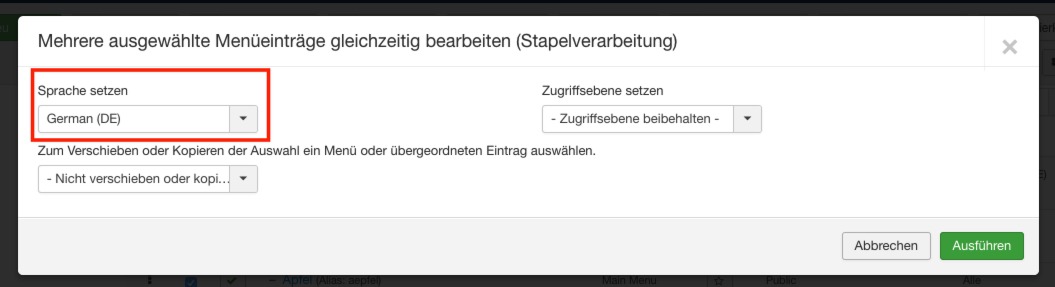 Mehrere ausgewählte Menüeinträge gleichzeitig bearbeiten (Stapelverarbeitung)
×
Sprache setzen
Zugriffsebene setzen
German (DE)
- Zugriffsebene beibehalten -
Zum Verschieben oder Kopieren der Auswahl ein Menü oder übergeordneten Eintrag auswählen.
- Nicht verschieben oder kopi...
Abbrechen
Ausführen
– Apfel (Alias: aepfel) Main Menu Public Alle